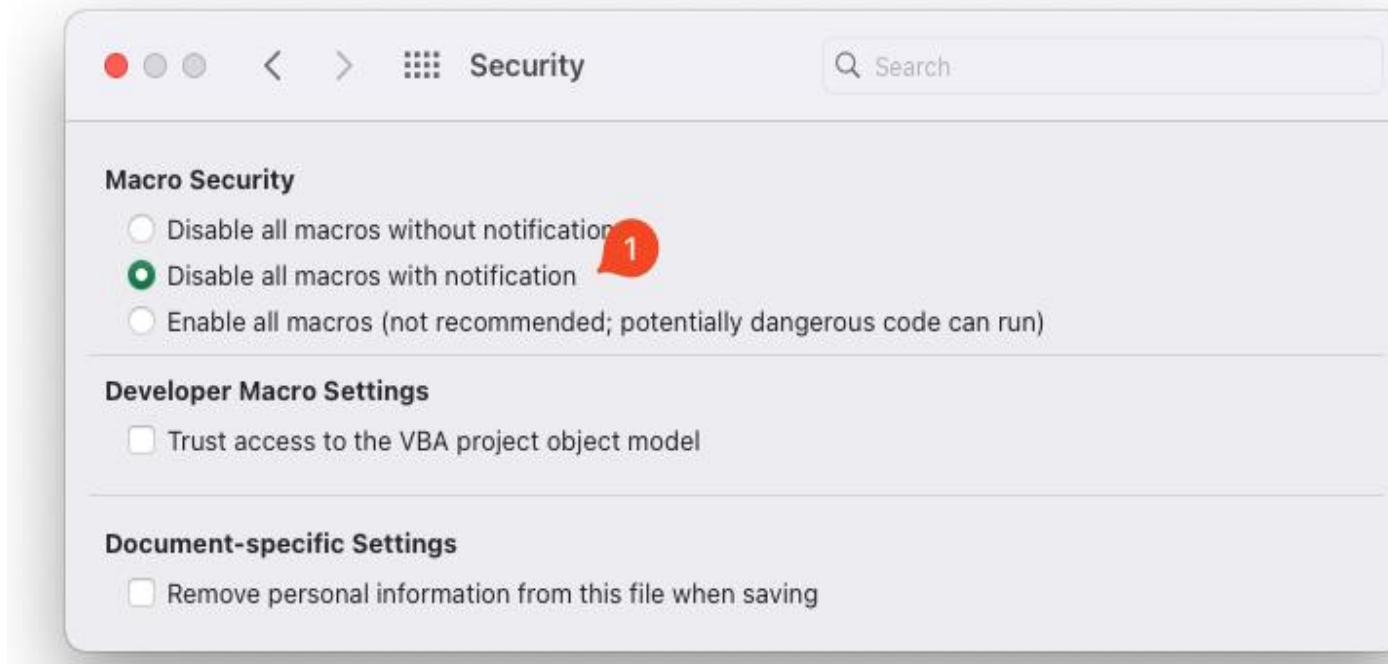 Security
Search
Macro Security
Disable all macros without notification
1
Disable all macros with notification
Enable all macros (not recommended; potentially dangerous code can run)
Developer Macro Settings
Trust access to the VBA project object model
Document-specific Settings
Remove personal information from this file when saving